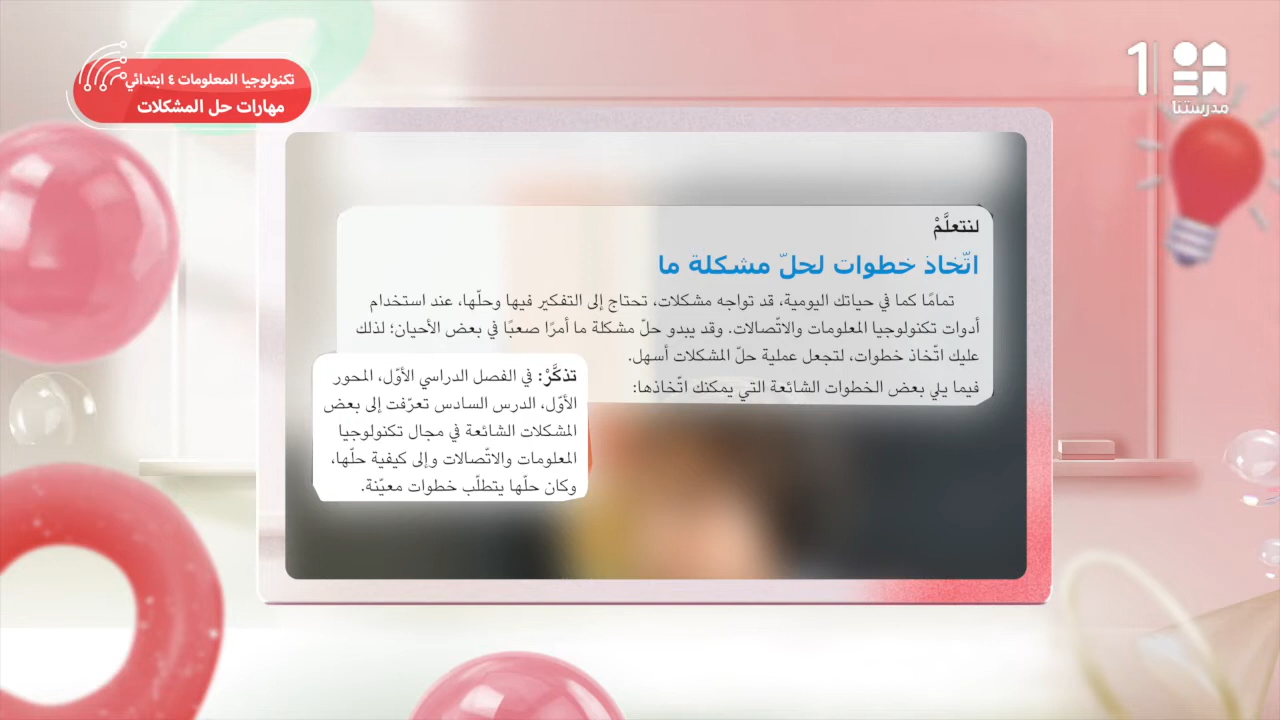 تكنولوجيا المعلومات ٤ ابتدائي
مهارات حل المشكلات
1
مدرستنا
لنتعلَّمْ
اتّخاذ خطوات لحلّ مشكلة ما
تمامًا كما في حياتك اليومية، قد تواجه مشكلات، تحتاج إلى التفكير فيها وحلّها، عند استخدام
أدوات تكنولوجيا المعلومات والاتّصالات. وقد يبدو حلّ مشكلة ما أمرًا صعبًا في بعض الأحيان؛ لذلك
عليك اتّخاذ خطوات، لتجعل عملية حلّ المشكلات أسهل.
فيما يلي بعض الخطوات الشائعة التي يمكنك اتّخاذها:
تذكَّرْ: في الفصل الدراسي الأوّل، المحور
الأوّل، الدرس السادس تعرّفت إلى بعض
المشكلات الشائعة في مجال تكنولوجيا
المعلومات والاتّصالات وإلى كيفية حلّها،
وكان حلّها يتطلّب خطوات معيّنة.